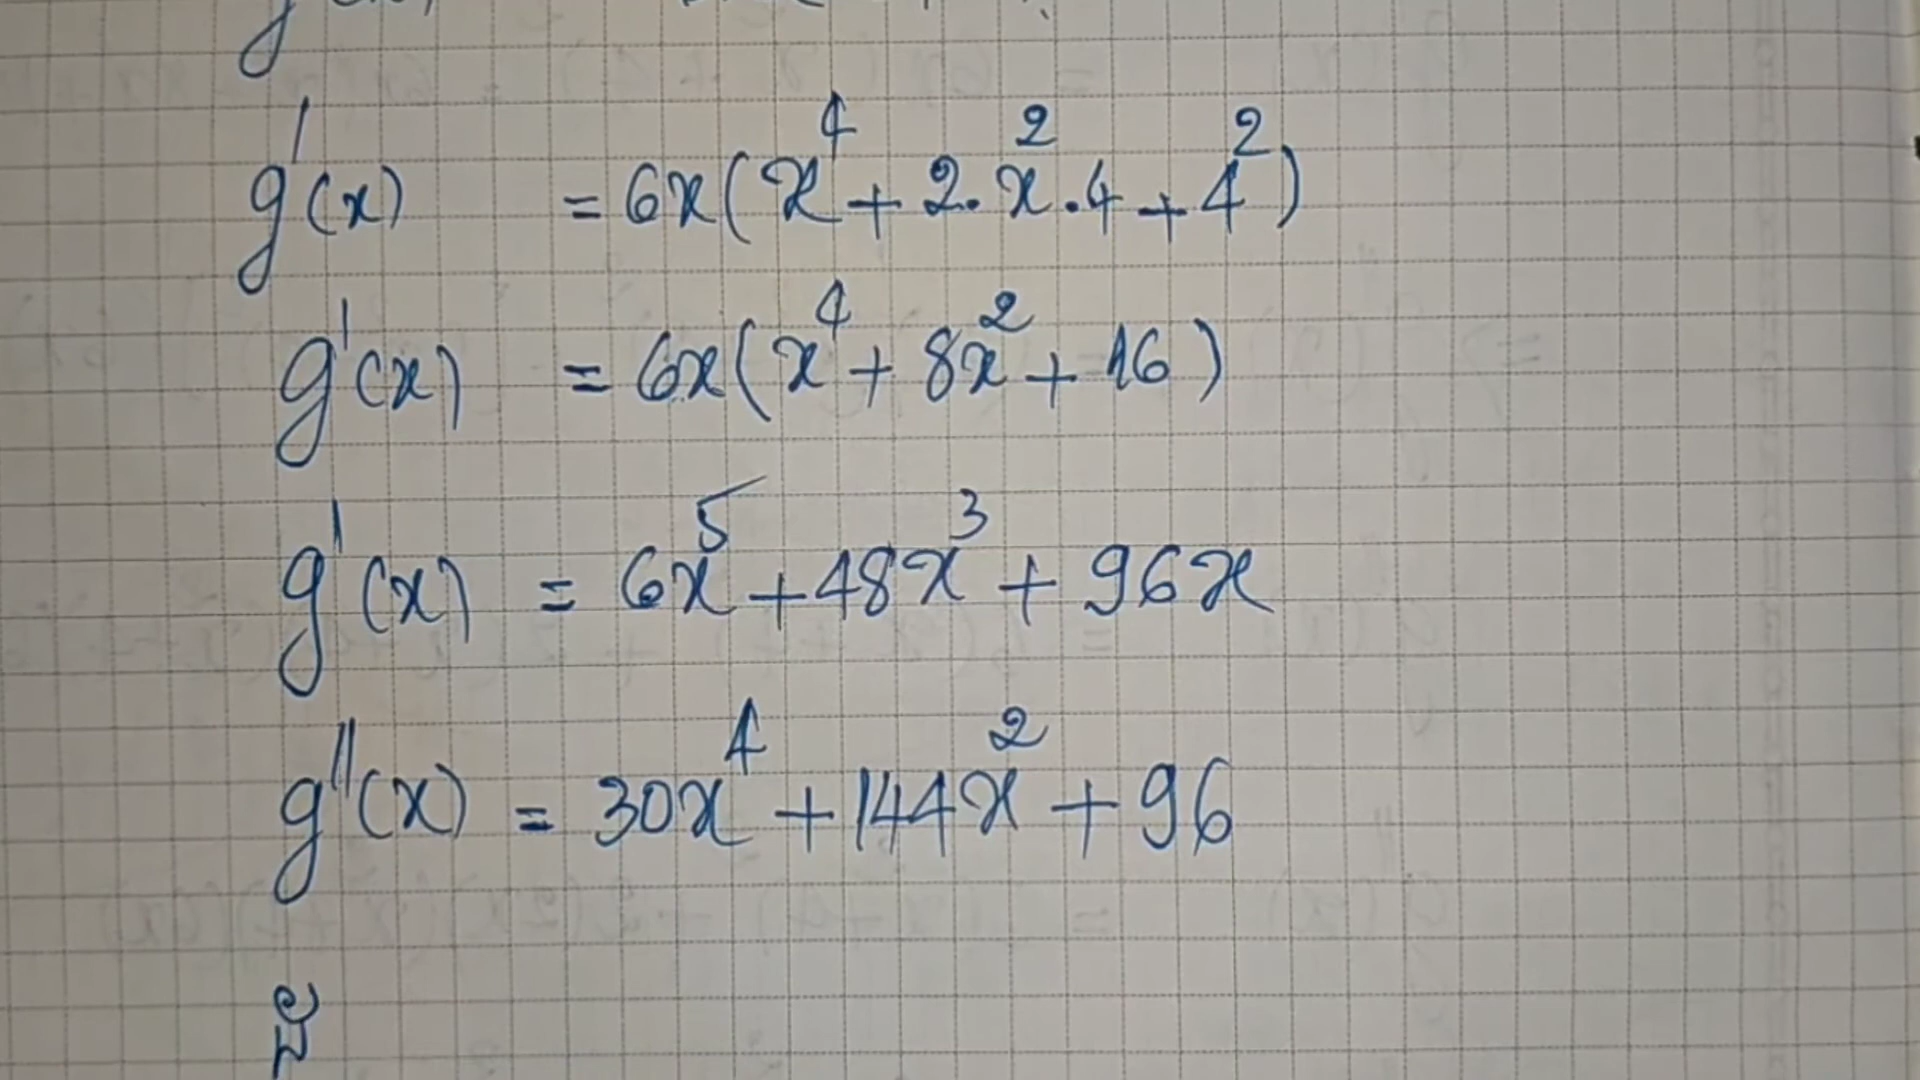 g'(x) = 6x(x⁴ + 2.x².4 + 4²)
g'(x) = 6x(x⁴ + 8x² + 16)
g'(x) = 6x⁵ + 48x³ + 96x
g''(x) = 30x⁴ + 144x² + 96